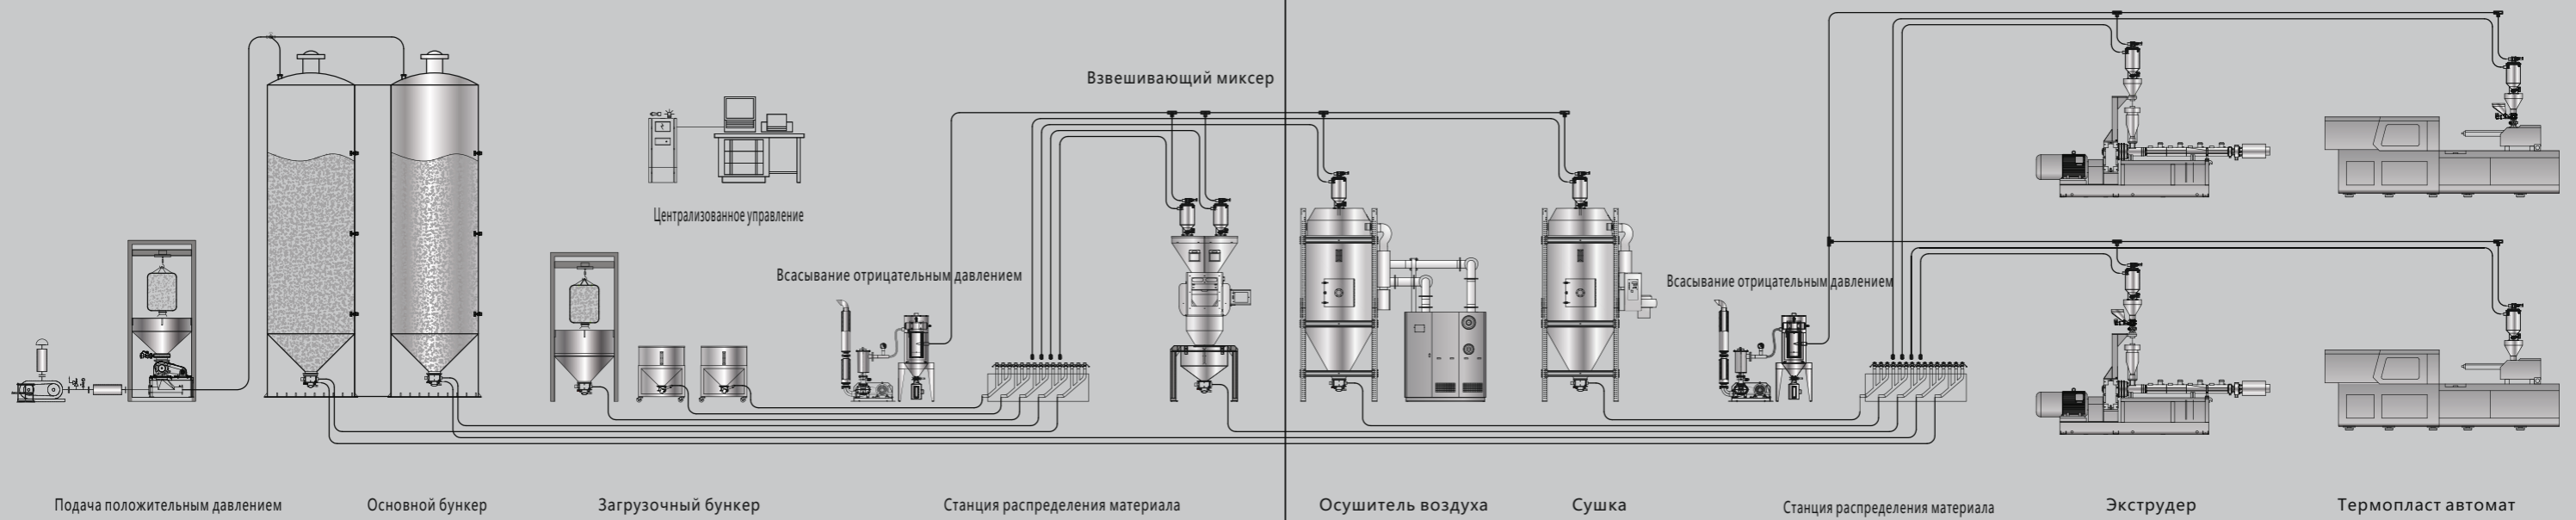 Взвешивающий миксер
Централизованное управление
Всасывание отрицательным давлением
Всасывание отрицательным давлением
Подача положительным давлением
Основной бункер
Загрузочный бункер
Станция распределения материала
Осушитель воздуха
Сушка
Станция распределения материала
Экструдер
Термопласт автомат